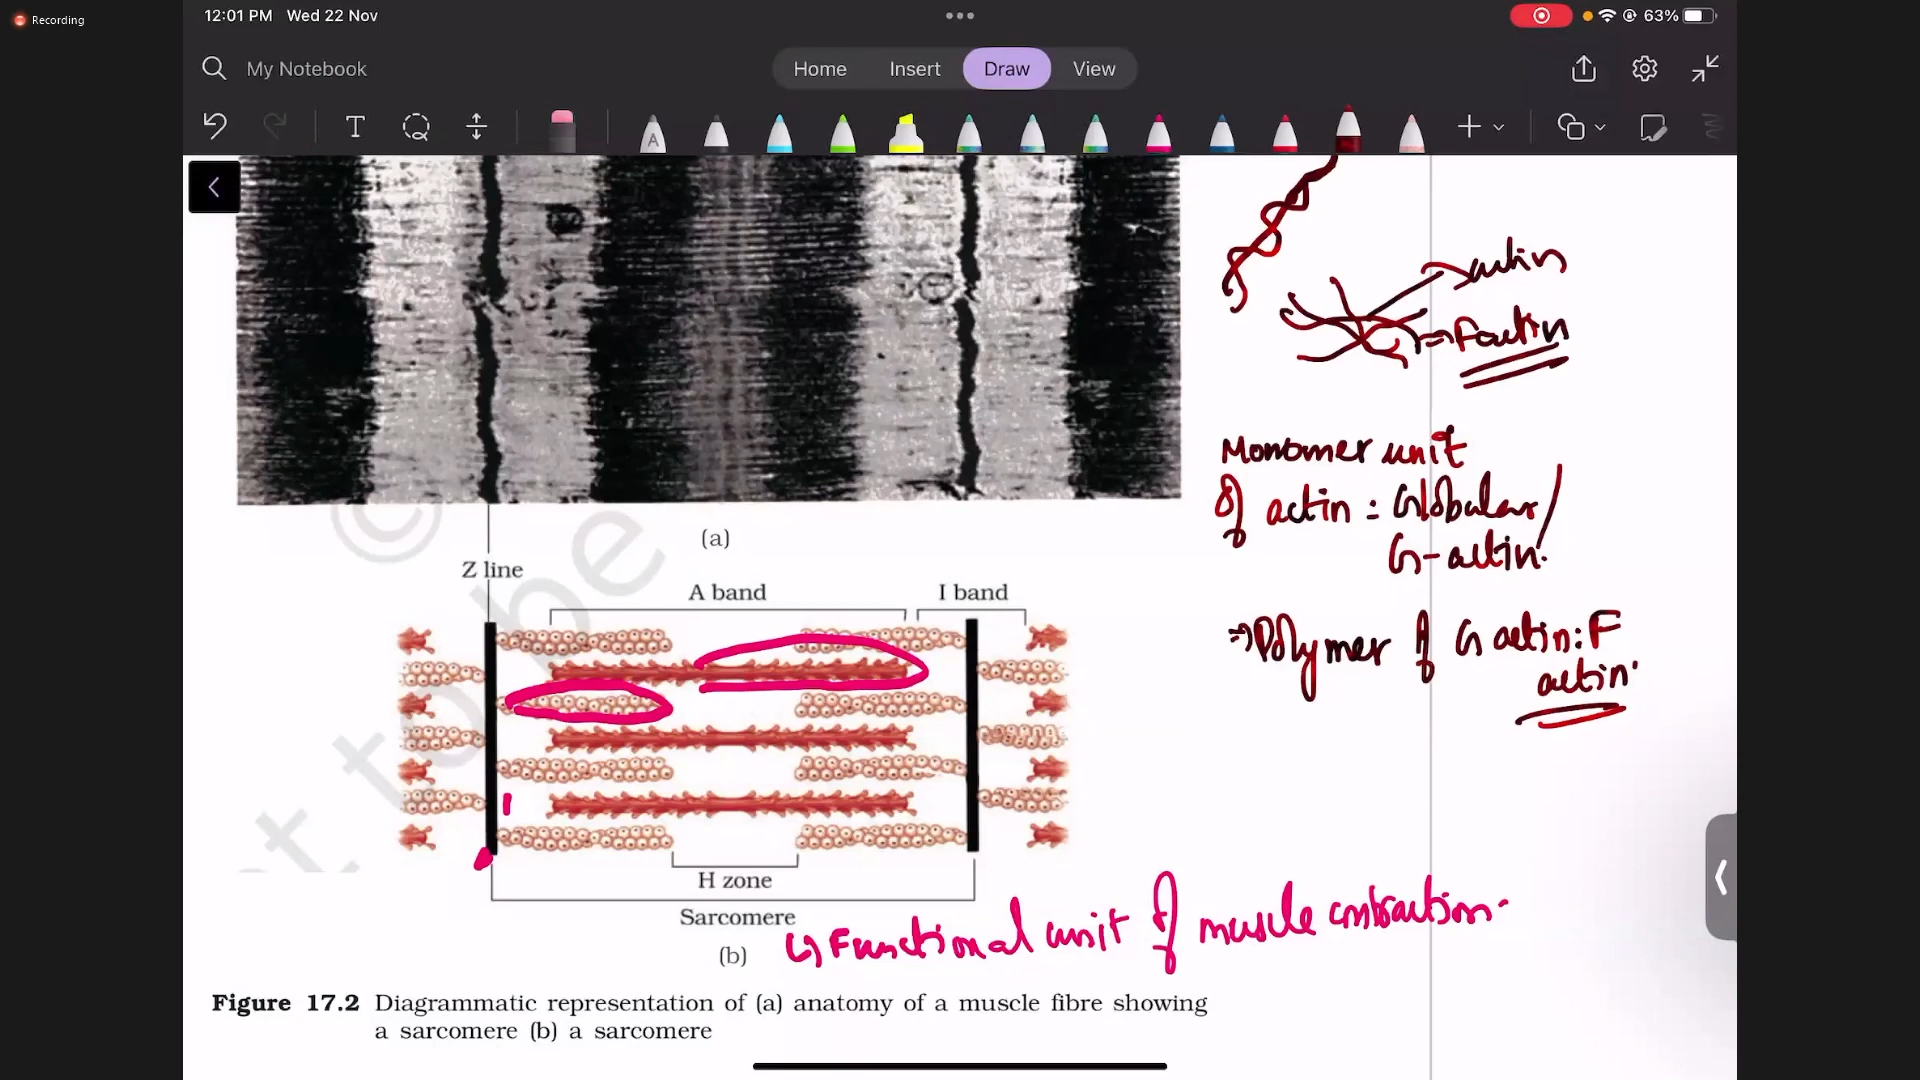 Recording
12:01 PM Wed 22 Nov
63%
My Notebook
Home Insert Draw View
T
A
actin
⇒ F actin
Monomer unit
of actin = Globular/
G-actin.
⇒ Polymer of G actin: F
actin.
©
(a)
Z line
A band
I band
H zone
Sarcomere
(b)
↳ Functional unit of muscle contraction.
t to be
Figure 17.2 Diagrammatic representation of (a) anatomy of a muscle fibre showing
a sarcomere (b) a sarcomere